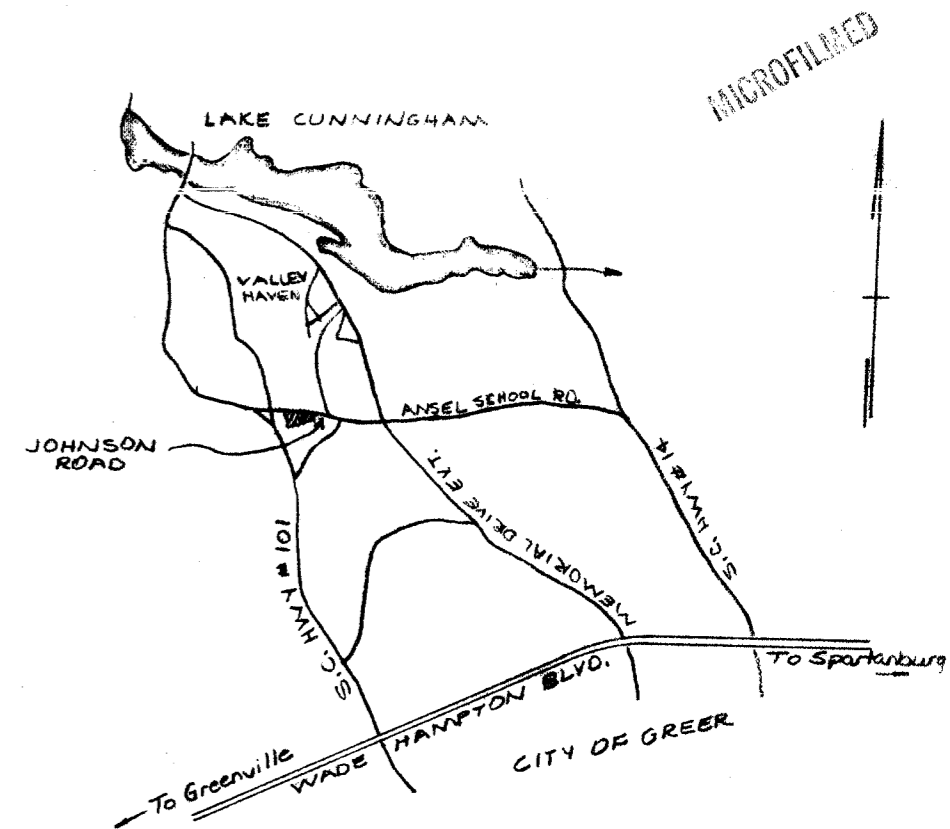 MICROFILMED
LAKE CUNNINGHAM
VALLEY
HAVEN
ANSEL SCHOOL RD.
JOHNSON
ROAD
S.C. HWY # 14
MEMORIAL DRIVE EXT.
S.C. HWY # 101
To Spartanburg
WADE HAMPTON BLVD.
CITY OF GREER
To Greenville